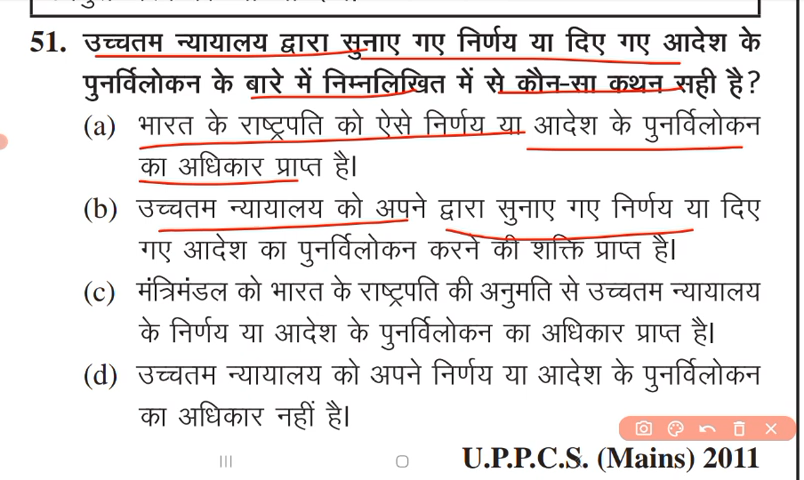 51. उच्चतम न्यायालय द्वारा सुनाए गए निर्णय या दिए गए आदेश के
पुनर्विलोकन के बारे में निम्नलिखित में से कौन-सा कथन सही है?
(a) भारत के राष्ट्रपति को ऐसे निर्णय या आदेश के पुनर्विलोकन
का अधिकार प्राप्त है।
(b) उच्चतम न्यायालय को अपने द्वारा सुनाए गए निर्णय या दिए
गए आदेश का पुनर्विलोकन करने की शक्ति प्राप्त है।
(c) मंत्रिमंडल को भारत के राष्ट्रपति की अनुमति से उच्चतम न्यायालय
के निर्णय या आदेश के पुनर्विलोकन का अधिकार प्राप्त है।
(d) उच्चतम न्यायालय को अपने निर्णय या आदेश के पुनर्विलोकन
का अधिकार नहीं है।
U.P.P.C.S. (Mains) 2011